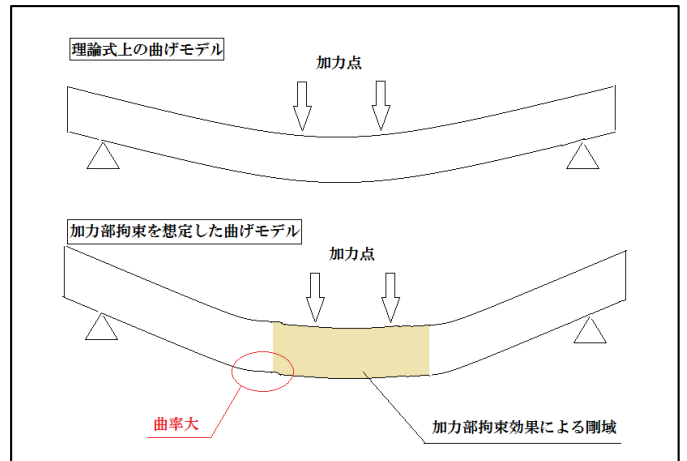 理論式上の曲げモデル
加力点
加力部拘束を想定した曲げモデル
加力点
曲率大
加力部拘束効果による剛域